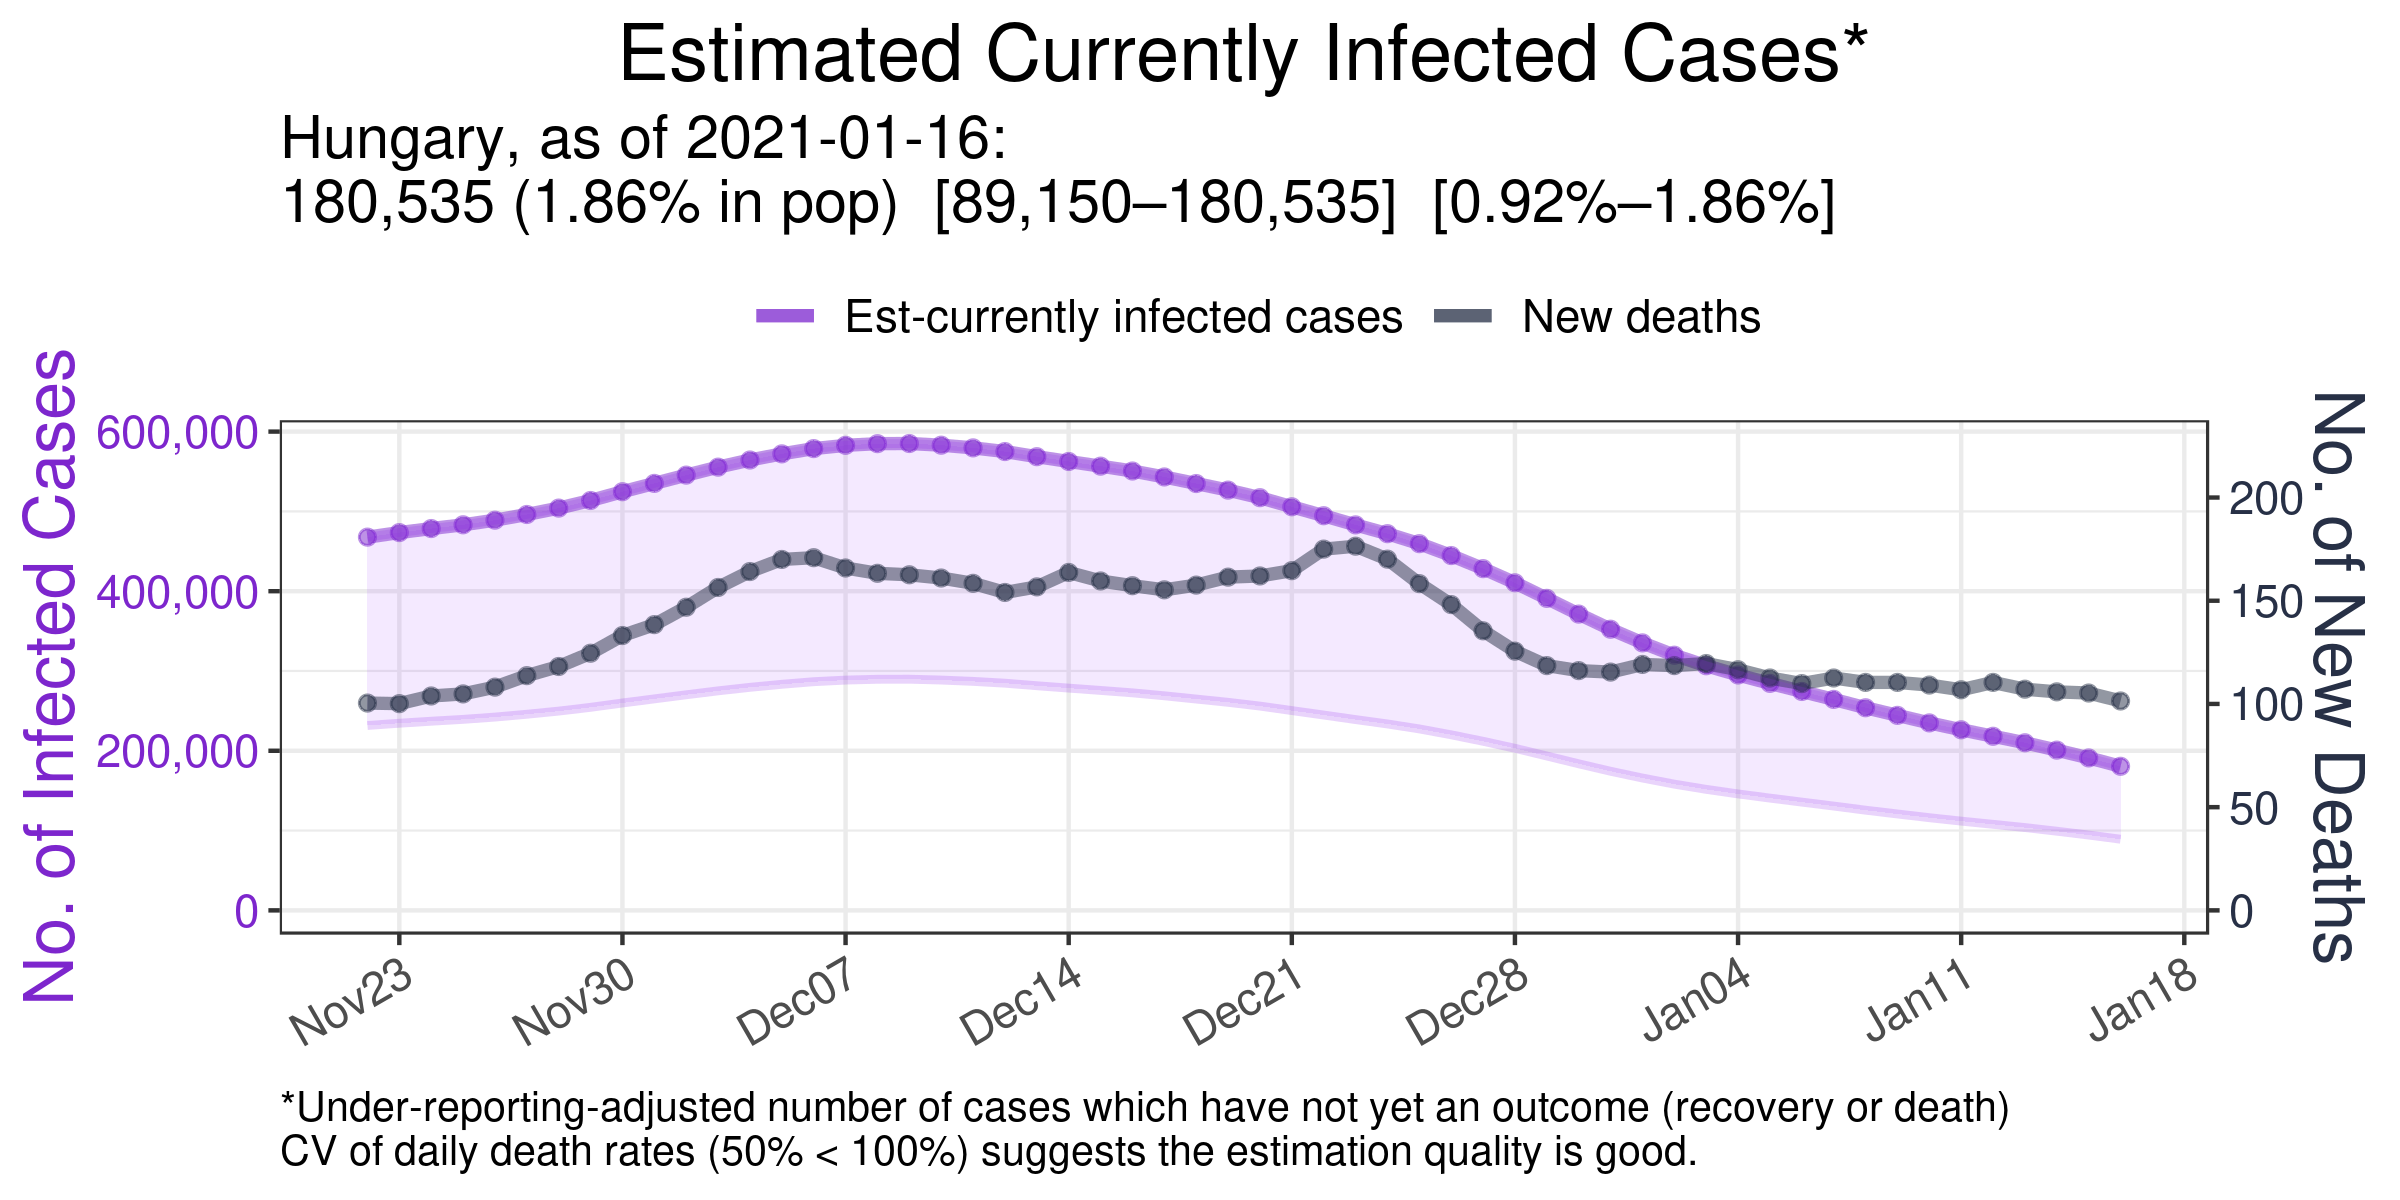 Estimated Currently Infected Cases*
Hungary, as of 2021-01-16:
180,535 (1.86% in pop)  [89,150–180,535]  [0.92%–1.86%]
Est-currently infected cases
New deaths
No. of Infected Cases
600,000
400,000
200,000
0
No. of New Deaths
200
150
100
50
0
Nov23
Nov30
Dec07
Dec14
Dec21
Dec28
Jan04
Jan11
Jan18
*Under-reporting-adjusted number of cases which have not yet an outcome (recovery or death)
CV of daily death rates (50% < 100%) suggests the estimation quality is good.